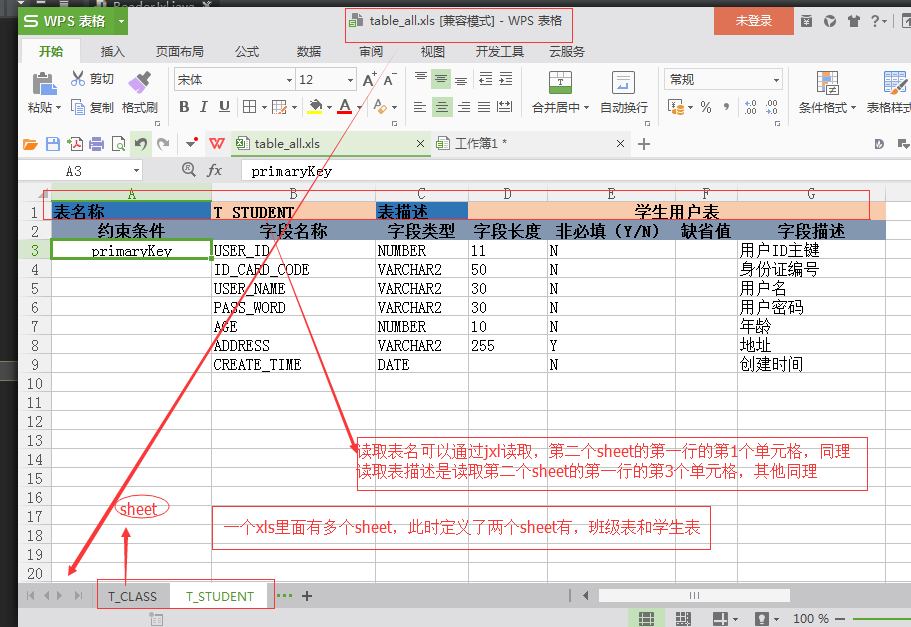 ReaderJxl.java
S WPS 表格
table_all.xls [兼容模式] - WPS 表格
未登录
开始 插入 页面布局 公式 数据 审阅 视图 开发工具 云服务
粘贴 剪切 复制 格式刷
宋体 12 A+ A-
B I U A
合并居中 自动换行
常规
% , .0 .00 .00 .0
条件格式 表格样式
table_all.xls × 工作簿1 * × +
A3 fx primaryKey
A B C D E F G
1 表名称 T_STUDENT 表描述 学生用户表
2 约束条件 字段名称 字段类型 字段长度 非必填（Y/N） 缺省值 字段描述
3 primaryKey USER_ID NUMBER 11 N 用户ID主键
4 ID_CARD_CODE VARCHAR2 50 N 身份证编号
5 USER_NAME VARCHAR2 30 N 用户名
6 PASS_WORD VARCHAR2 30 N 用户密码
7 AGE NUMBER 10 N 年龄
8 ADDRESS VARCHAR2 255 Y 地址
9 CREATE_TIME DATE N 创建时间
10
11
12
13
读取表名可以通过jxl读取，第二个sheet的第一行的第1个单元格，同理
14
读取表描述是读取第二个sheet的第一行的第3个单元格，其他同理
15
16
sheet
17
一个xls里面有多个sheet，此时定义了两个sheet有，班级表和学生表
18
19
20
T_CLASS T_STUDENT ... +
100 %